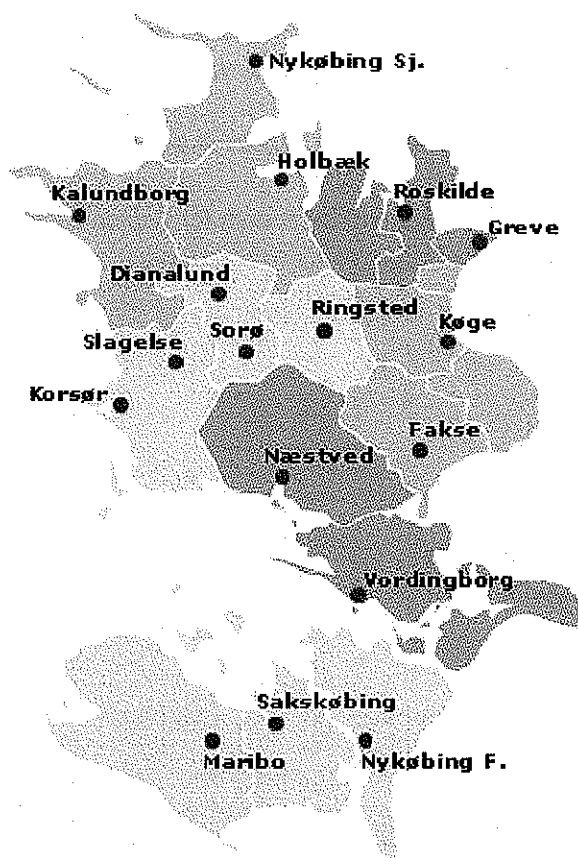 Nykøbing Sj.
Holbæk
Kalundborg
Roskilde
Greve
Dianalund
Ringsted
Sorø
Køge
Slagelse
Korsør
Fakse
Næstved
Vordingborg
Sakskøbing
Maribo
Nykøbing F.